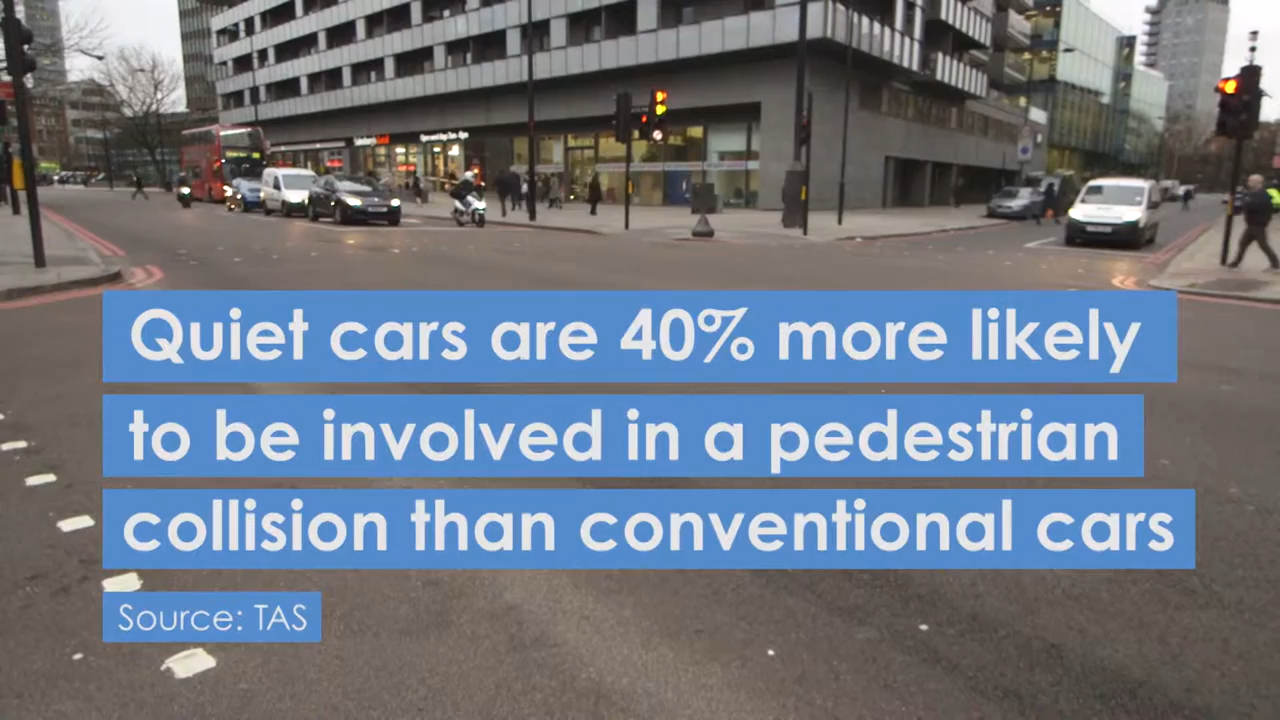 Quiet cars are 40% more likely
to be involved in a pedestrian
collision than conventional cars
Source: TAS